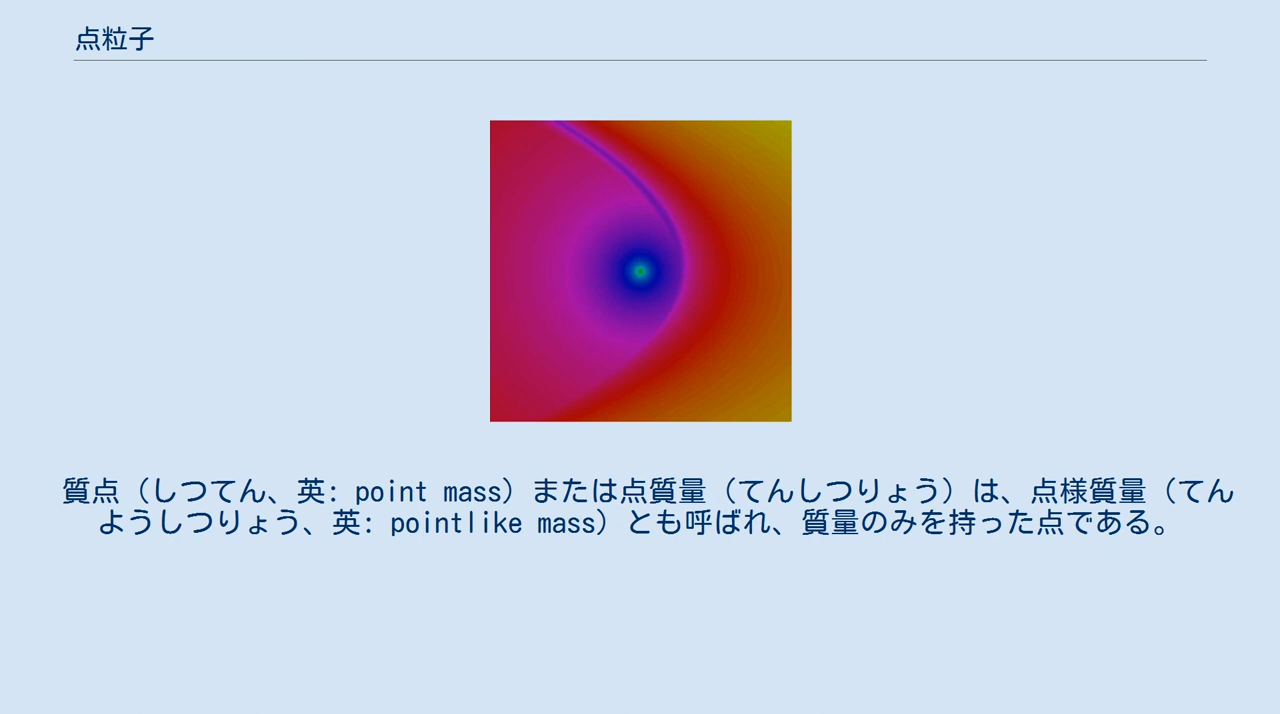 点粒子
質点（しつてん、英: point mass）または点質量（てんしつりょう）は、点様質量（てん
ようしつりょう、英: pointlike mass）とも呼ばれ、質量のみを持った点である。